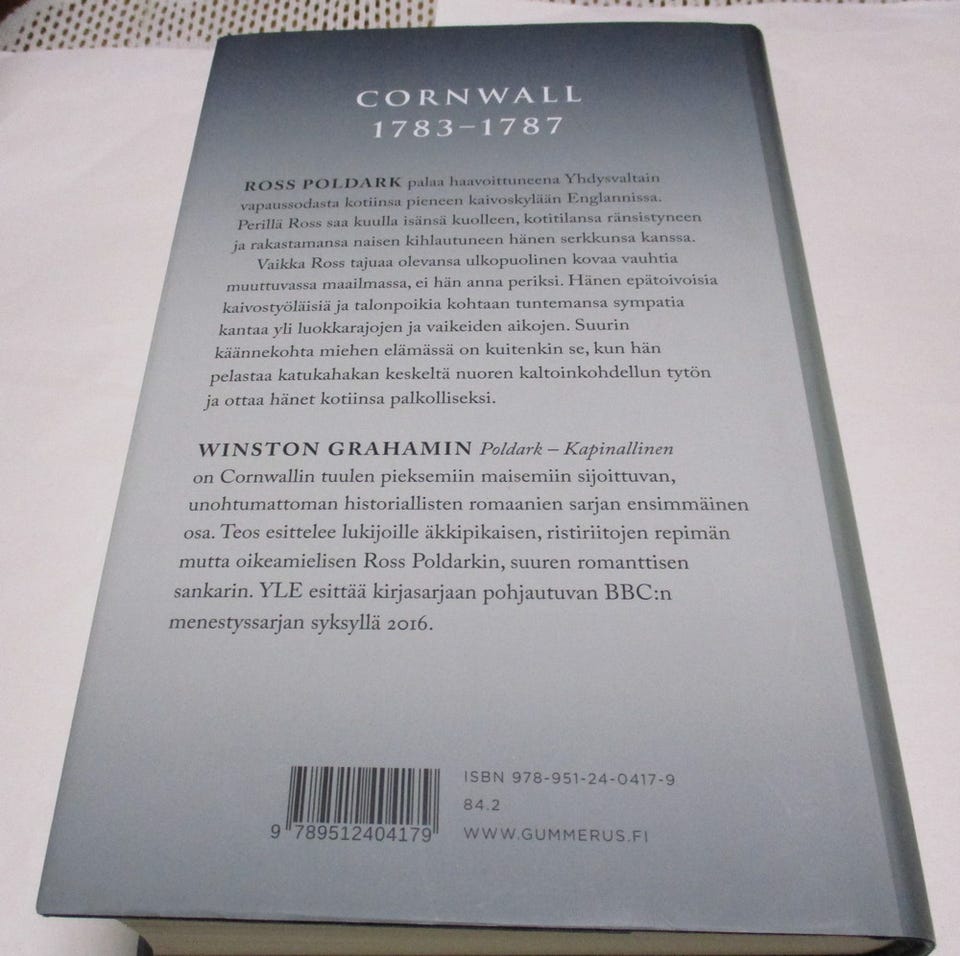 CORNWALL
1783–1787
ROSS POLDARK palaa haavoittuneena Yhdysvaltain
vapaussodasta kotiinsa pieneen kaivoskylään Englannissa.
Perillä Ross saa kuulla isänsä kuolleen, kotitilansa ränsistyneen
ja rakastamansa naisen kihlautuneen hänen serkkunsa kanssa.
Vaikka Ross tajuaa olevansa ulkopuolinen kovaa vauhtia
muuttuvassa maailmassa, ei hän anna periksi. Hänen epätoivoisia
kaivostyöläisiä ja talonpoikia kohtaan tuntemansa sympatia
kantaa yli luokkarajojen ja vaikeiden aikojen. Suurin
käännekohta miehen elämässä on kuitenkin se, kun hän
pelastaa katukahakan keskeltä nuoren kaltoinkohdellun tytön
ja ottaa hänet kotiinsa palkolliseksi.
WINSTON GRAHAMIN Poldark – Kapinallinen
on Cornwallin tuulen pieksemiin maisemiin sijoittuvan,
unohtumattoman historiallisten romaanien sarjan ensimmäinen
osa. Teos esittelee lukijoille äkkipikaisen, ristiriitojen repimän
mutta oikeamielisen Ross Poldarkin, suuren romanttisen
sankarin. YLE esittää kirjasarjaan pohjautuvan BBC:n
menestyssarjan syksyllä 2016.
ISBN 978-951-24-0417-9
84.2
WWW.GUMMERUS.FI
9 789512404179